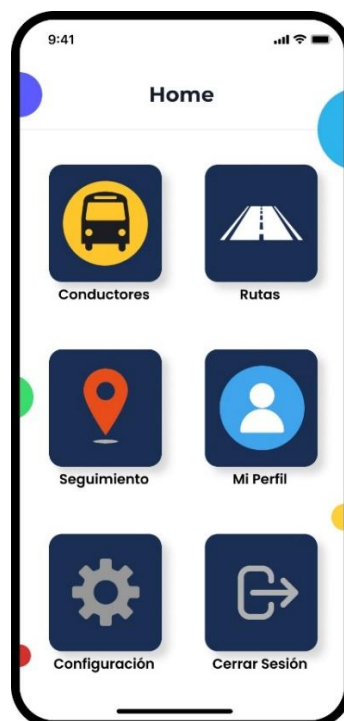 9:41
Home
Conductores
Rutas
Seguimiento
Mi Perfil
Configuración
Cerrar Sesión